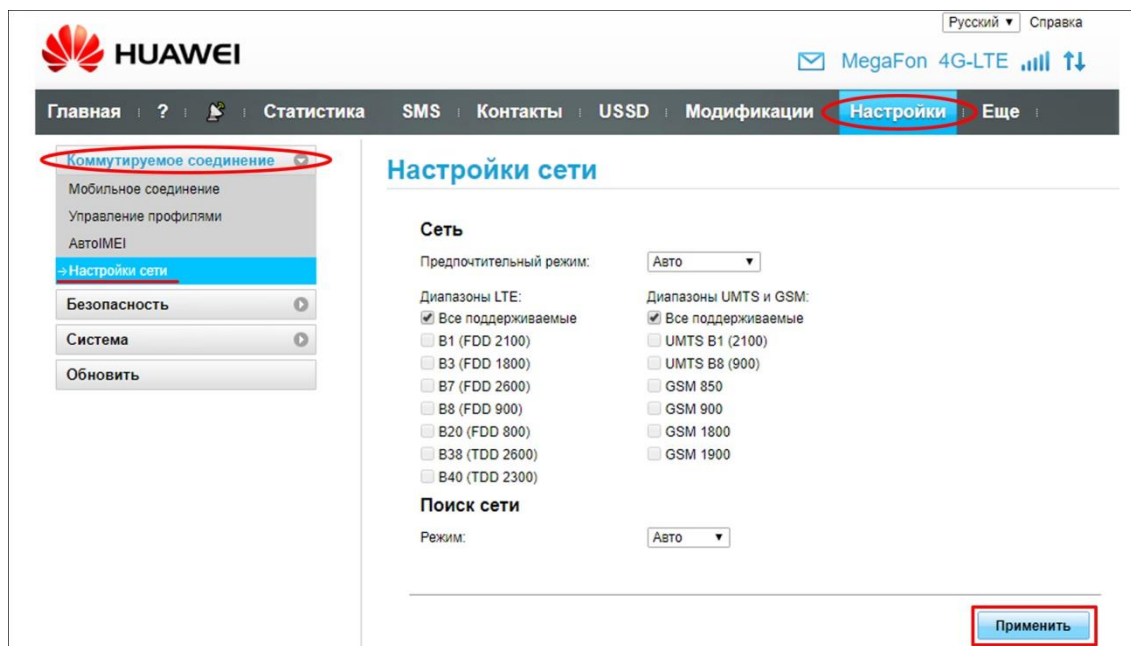 Русский ▼ Справка
HUAWEI
MegaFon 4G-LTE
Главная ? Статистика SMS Контакты USSD Модификации Настройки Еще
Коммутируемое соединение
Мобильное соединение
Управление профилями
АвтоIMEI
→Настройки сети
Безопасность
Система
Обновить
Настройки сети
Сеть
Предпочтительный режим: Авто ▼
Диапазоны LTE: Диапазоны UMTS и GSM:
Все поддерживаемые Все поддерживаемые
B1 (FDD 2100) UMTS B1 (2100)
B3 (FDD 1800) UMTS B8 (900)
B7 (FDD 2600) GSM 850
B8 (FDD 900) GSM 900
B20 (FDD 800) GSM 1800
B38 (TDD 2600) GSM 1900
B40 (TDD 2300)
Поиск сети
Режим: Авто ▼
Применить